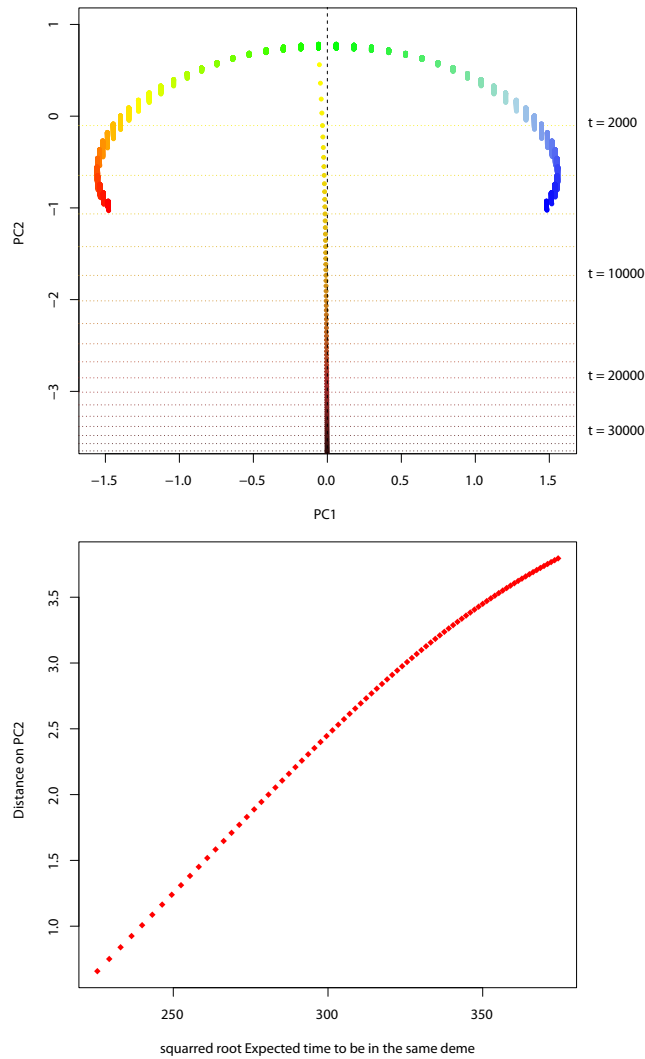 1
0
−1
−2
−3
PC2
t = 2000
t = 10000
t = 20000
t = 30000
−1.5 −1.0 −0.5 0.0 0.5 1.0 1.5
PC1
3.5
3.0
2.5
2.0
1.5
1.0
Distance on PC2
250 300 350
squarred root Expected time to be in the same deme